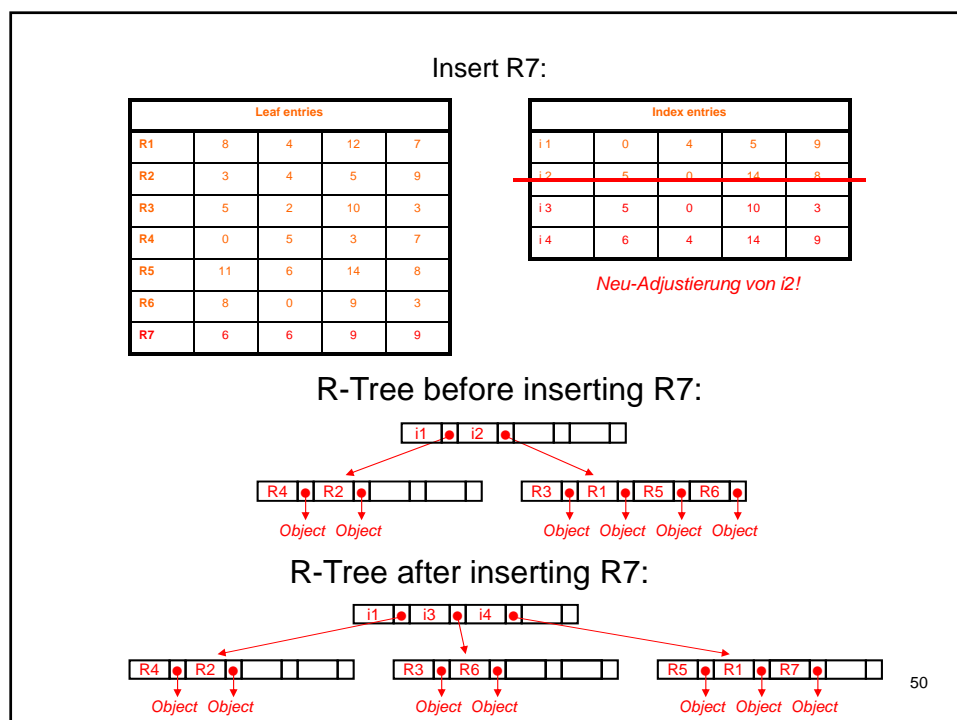 Insert R7:
Leaf entries
R1 8 4 12 7
R2 3 4 5 9
R3 5 2 10 3
R4 0 5 3 7
R5 11 6 14 8
R6 8 0 9 3
R7 6 6 9 9
Index entries
i 1 0 4 5 9
i 2 5 0 14 8
i 3 5 0 10 3
i 4 6 4 14 9
Neu-Adjustierung von i2!
R-Tree before inserting R7:
i1 i2
R4 R2 R3 R1 R5 R6
Object Object Object Object Object Object
R-Tree after inserting R7:
i1 i3 i4
R4 R2 R3 R6 R5 R1 R7
Object Object Object Object Object Object Object
50